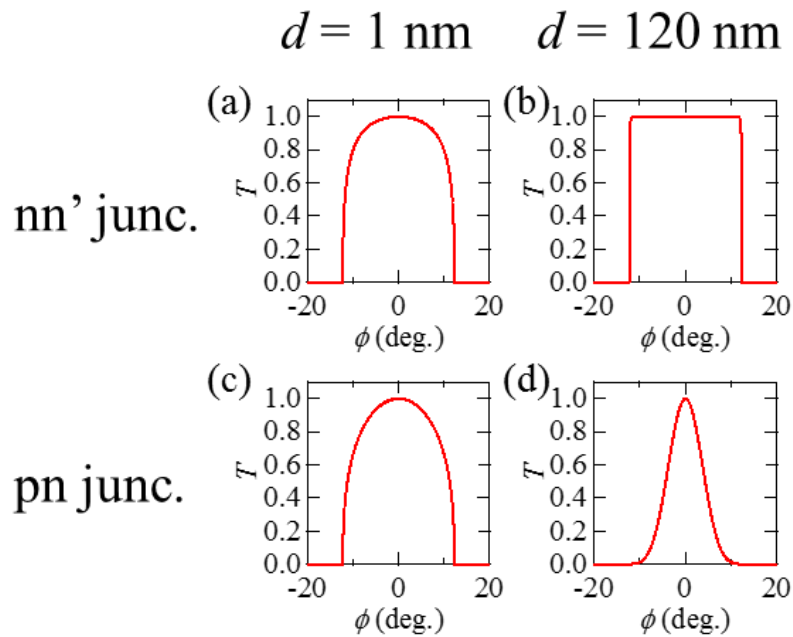 d = 1 nm d = 120 nm
(a) (b)
1.0 1.0
0.8 0.8
T 0.6 T 0.6
0.4 0.4
0.2 0.2
0.0 0.0
-20 0 20 -20 0 20
ϕ (deg.) ϕ (deg.)
nn' junc.
(c) (d)
1.0 1.0
0.8 0.8
T 0.6 T 0.6
0.4 0.4
0.2 0.2
0.0 0.0
-20 0 20 -20 0 20
ϕ (deg.) ϕ (deg.)
pn junc.